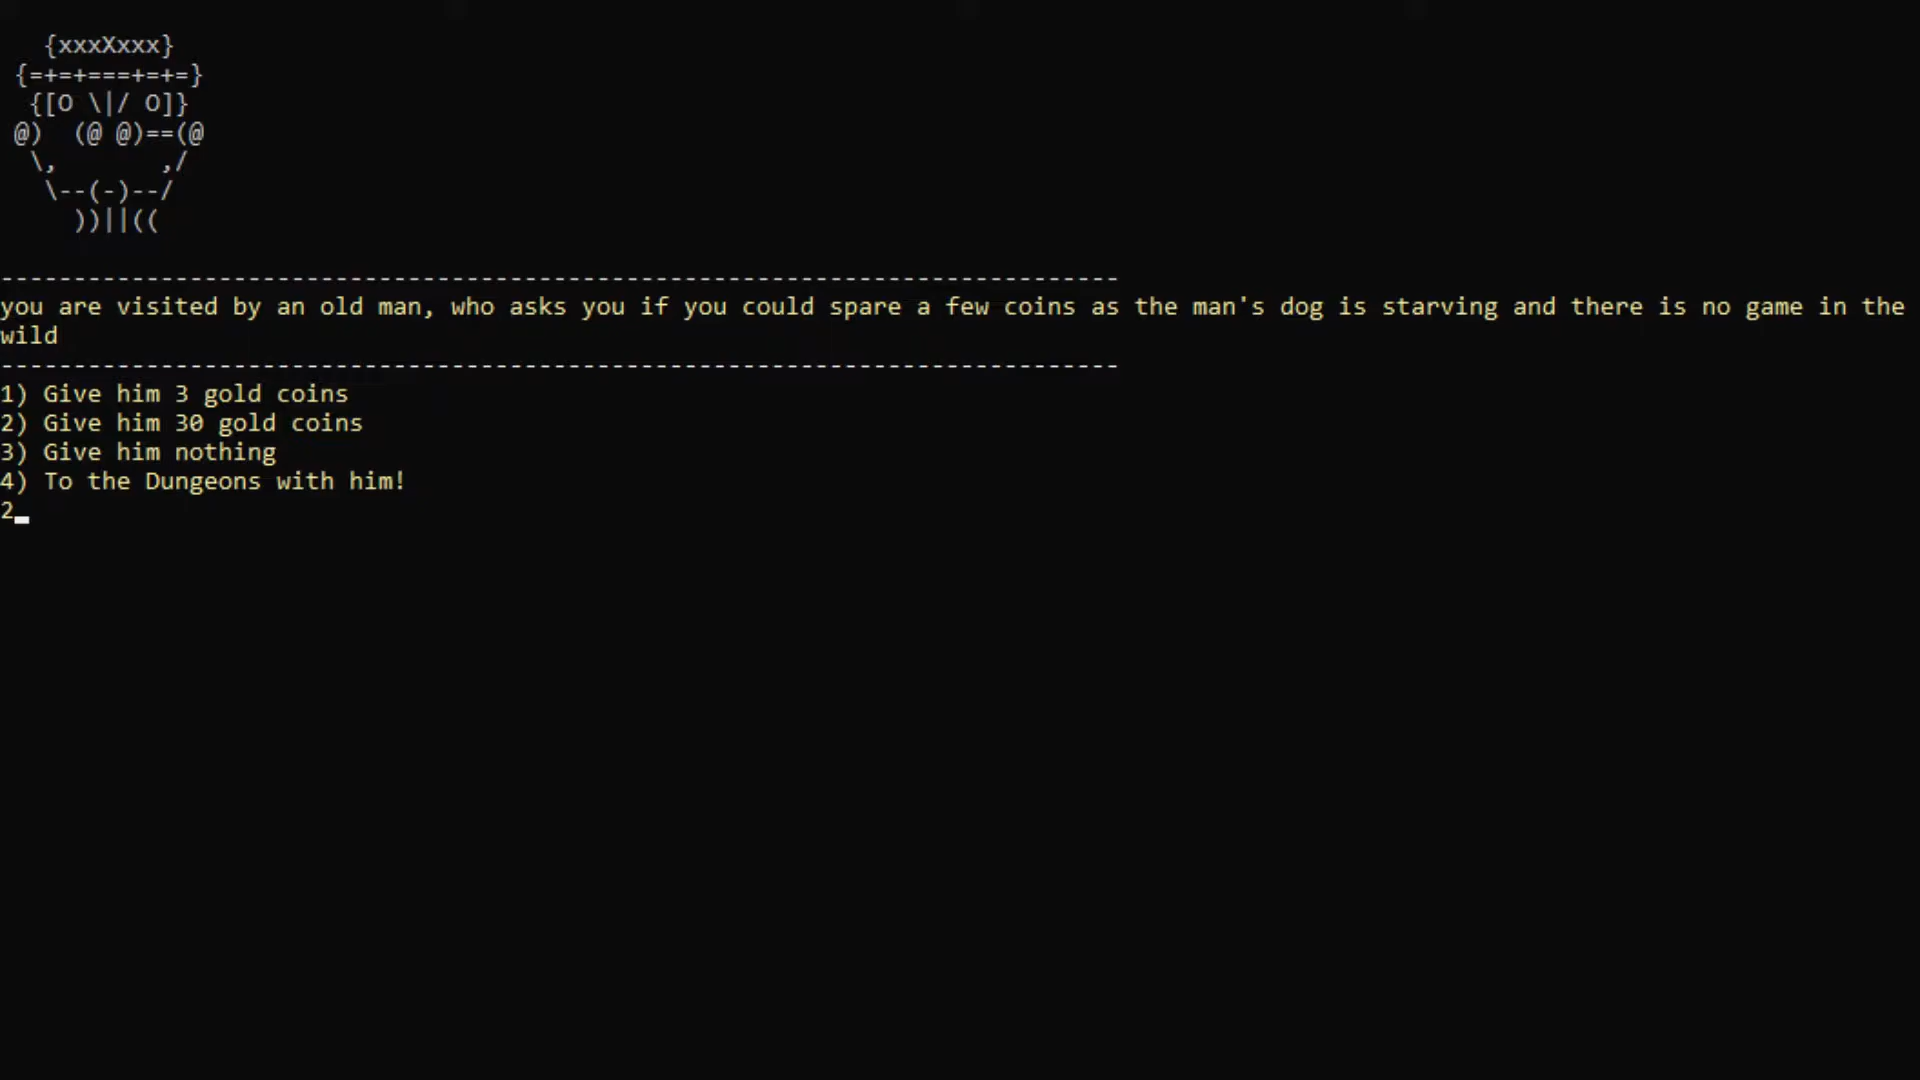 {xxxXxxx}
 {=+=+===+=+=}
  {[O \|/ O]}
 @)  (@ @)==(@
  \,       ,/
   \--(-)--/
     ))||((
-----------------------------------------------------------------------------
you are visited by an old man, who asks you if you could spare a few coins as the man's dog is starving and there is no game in the
wild
-----------------------------------------------------------------------------
1) Give him 3 gold coins
2) Give him 30 gold coins
3) Give him nothing
4) To the Dungeons with him!
2_